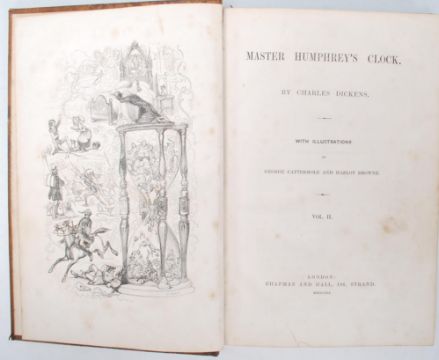 MASTER HUMPHREY'S CLOCK.
BY CHARLES DICKENS.
WITH ILLUSTRATIONS
BY
GEORGE CATTERMOLE AND HABLOT BROWNE.
VOL. II.
LONDON:
CHAPMAN AND HALL, 186, STRAND.